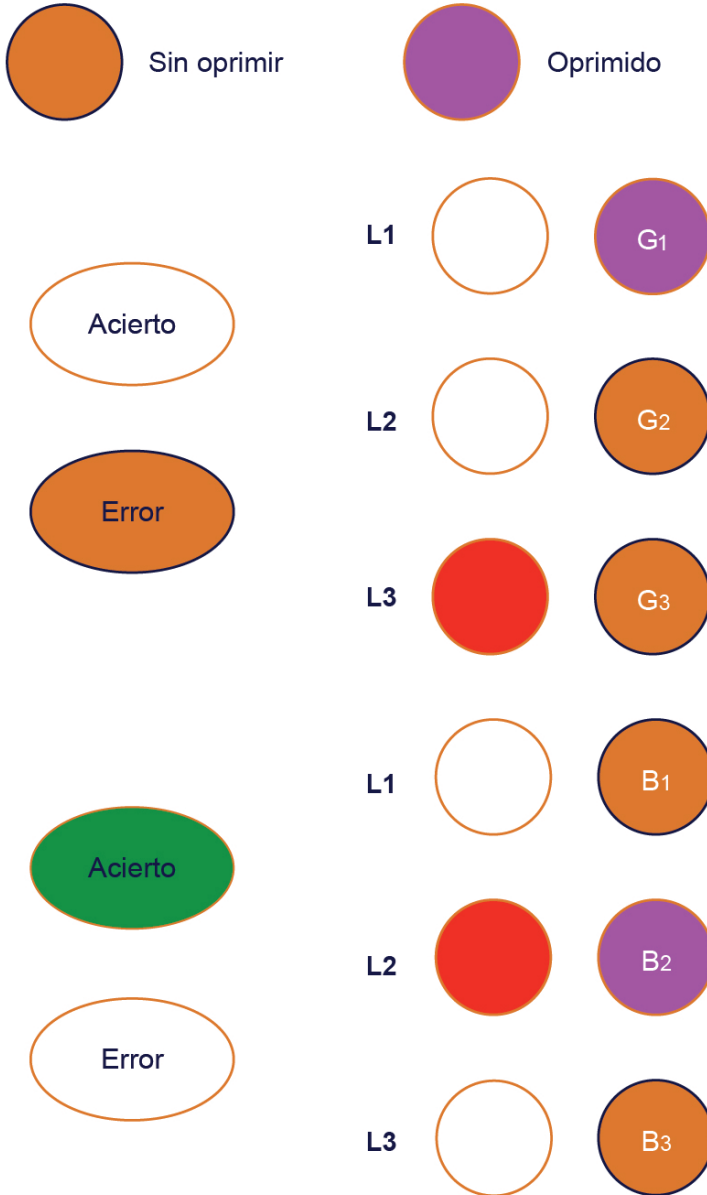 Sin oprimir
Oprimido
L1
G1
Acierto
L2
G2
Error
L3
G3
L1
B1
Acierto
L2
B2
Error
L3
B3